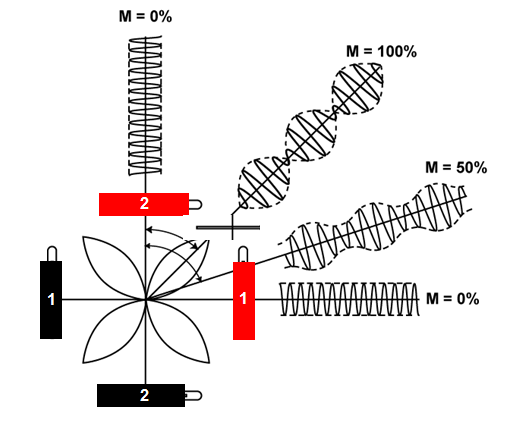 M = 0%
M = 100%
M = 50%
2
1
1
M = 0%
2